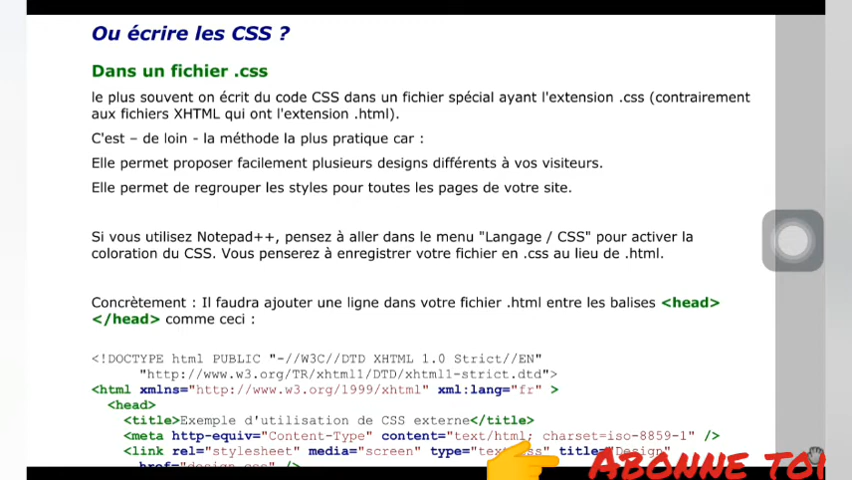 Ou écrire les CSS ?
Dans un fichier .css
le plus souvent on écrit du code CSS dans un fichier spécial ayant l'extension .css (contrairement
aux fichiers XHTML qui ont l'extension .html).
C'est – de loin - la méthode la plus pratique car :
Elle permet proposer facilement plusieurs designs différents à vos visiteurs.
Elle permet de regrouper les styles pour toutes les pages de votre site.
Si vous utilisez Notepad++, pensez à aller dans le menu "Langage / CSS" pour activer la
coloration du CSS. Vous penserez à enregistrer votre fichier en .css au lieu de .html.
Concrètement : Il faudra ajouter une ligne dans votre fichier .html entre les balises <head>
</head> comme ceci :
<!DOCTYPE html PUBLIC "-//W3C//DTD XHTML 1.0 Strict//EN"
"http://www.w3.org/TR/xhtml1/DTD/xhtml1-strict.dtd">
<html xmlns="http://www.w3.org/1999/xhtml" xml:lang="fr" >
<head>
<title>Exemple d'utilisation de CSS externe</title>
<meta http-equiv="Content-Type" content="text/html; charset=iso-8859-1" />
<link rel="stylesheet" media="screen" type="text/css" title="Design"
href="design.css" />
ABONNE TOI